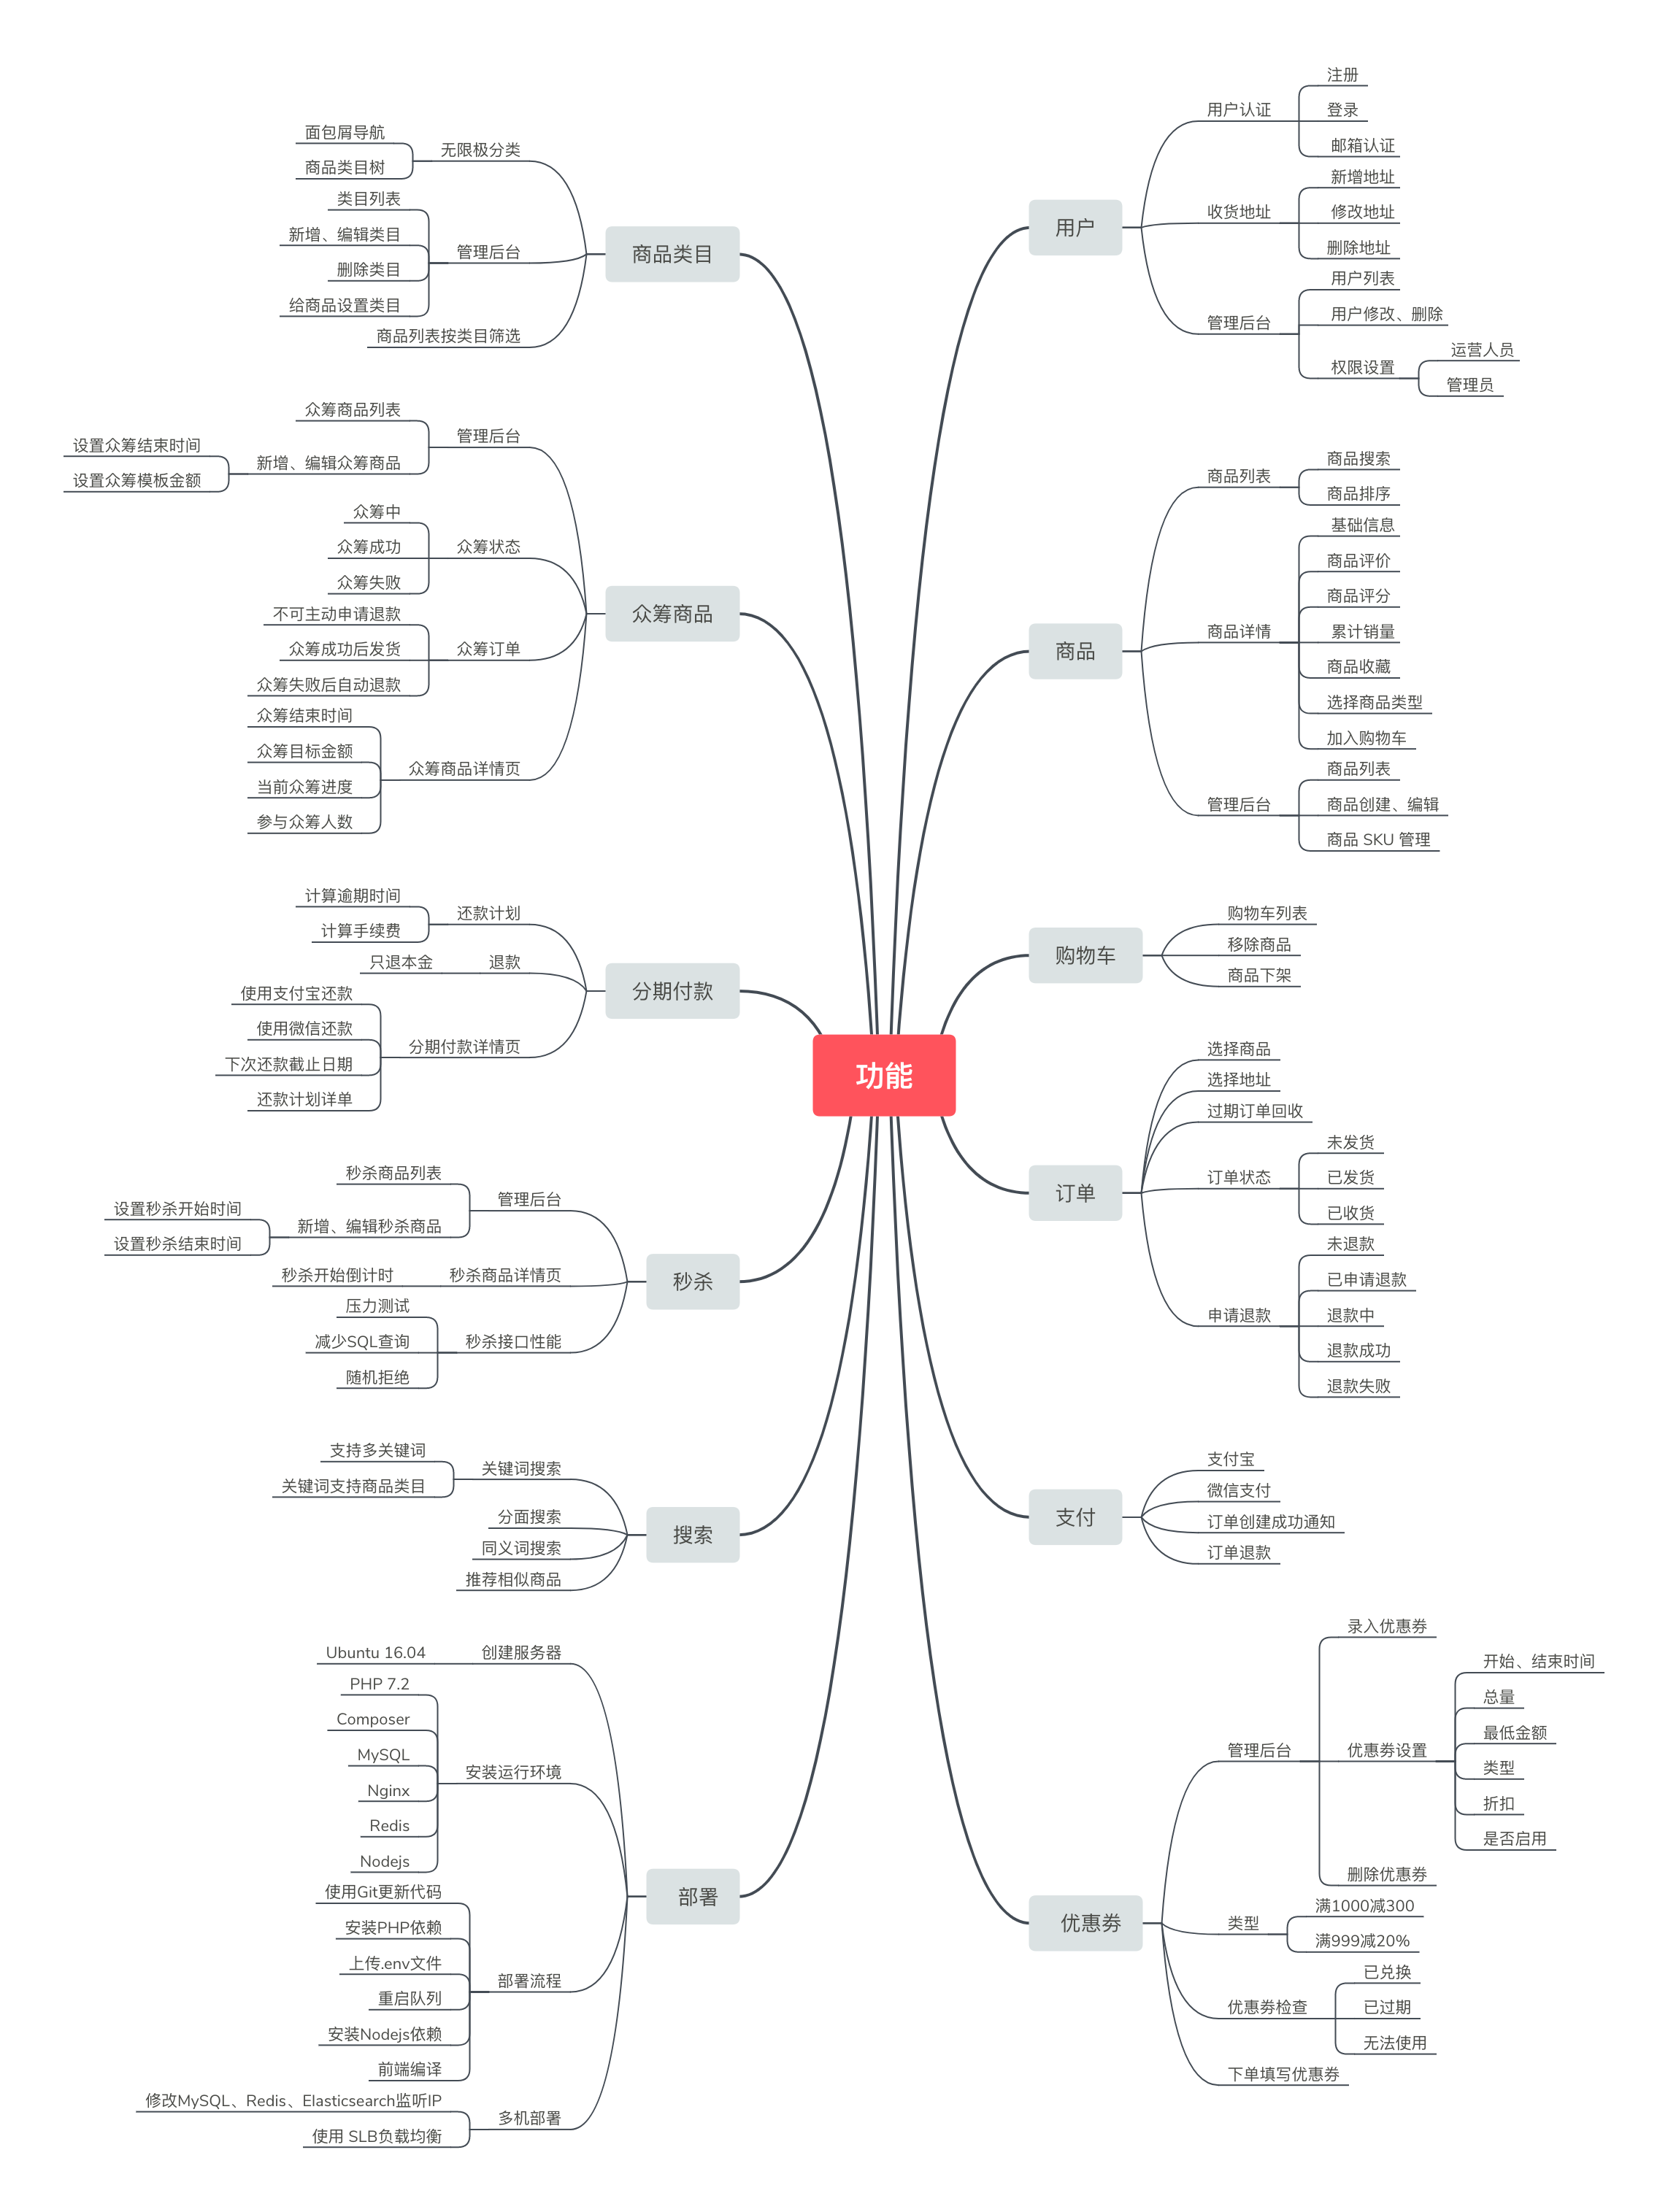 功能
用户
用户认证
注册
登录
邮箱认证
收货地址
新增地址
修改地址
删除地址
管理后台
用户列表
用户修改、删除
权限设置
运营人员
管理员
商品
商品列表
商品搜索
商品排序
商品详情
基础信息
商品评价
商品评分
累计销量
商品收藏
选择商品类型
加入购物车
管理后台
商品列表
商品创建、编辑
商品 SKU 管理
购物车
购物车列表
移除商品
商品下架
订单
选择商品
选择地址
过期订单回收
订单状态
未发货
已发货
已收货
申请退款
未退款
已申请退款
退款中
退款成功
退款失败
支付
支付宝
微信支付
订单创建成功通知
订单退款
优惠券
管理后台
录入优惠券
优惠劵设置
开始、结束时间
总量
最低金额
类型
折扣
是否启用
删除优惠券
类型
满1000减300
满999减20%
优惠劵检查
已兑换
已过期
无法使用
下单填写优惠券
商品类目
无限极分类
面包屑导航
商品类目树
管理后台
类目列表
新增、编辑类目
删除类目
给商品设置类目
商品列表按类目筛选
众筹商品
管理后台
众筹商品列表
新增、编辑众筹商品
设置众筹结束时间
设置众筹模板金额
众筹状态
众筹中
众筹成功
众筹失败
众筹订单
不可主动申请退款
众筹成功后发货
众筹失败后自动退款
众筹商品详情页
众筹结束时间
众筹目标金额
当前众筹进度
参与众筹人数
分期付款
还款计划
计算逾期时间
计算手续费
退款
只退本金
分期付款详情页
使用支付宝还款
使用微信还款
下次还款截止日期
还款计划详单
秒杀
管理后台
秒杀商品列表
新增、编辑秒杀商品
设置秒杀开始时间
设置秒杀结束时间
秒杀商品详情页
秒杀开始倒计时
秒杀接口性能
压力测试
减少SQL查询
随机拒绝
搜索
关键词搜索
支持多关键词
关键词支持商品类目
分面搜索
同义词搜索
推荐相似商品
部署
创建服务器
Ubuntu 16.04
安装运行环境
PHP 7.2
Composer
MySQL
Nginx
Redis
Nodejs
部署流程
使用Git更新代码
安装PHP依赖
上传.env文件
重启队列
安装Nodejs依赖
前端编译
多机部署
修改MySQL、Redis、Elasticsearch监听IP
使用 SLB负载均衡